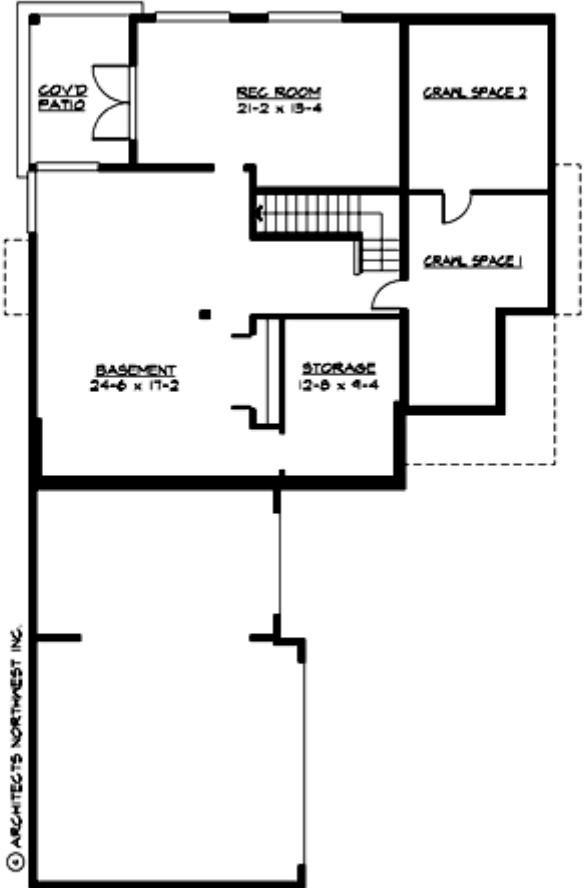 COV'D
PATIO
REC ROOM
21-2 x 13-4
CRAWL SPACE 2
CRAWL SPACE 1
BASEMENT
24-6 x 17-2
STORAGE
12-8 x 9-4
© ARCHITECTS NORTHWEST INC.